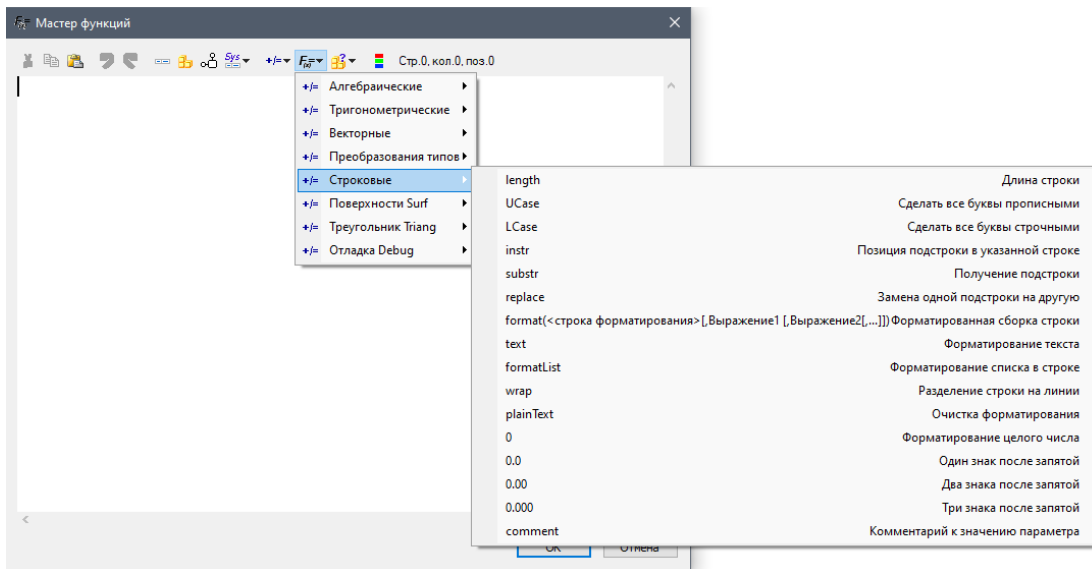 Мастер функций
Sys +/= F(x) Стр.0, кол.0, поз.0
+/= Алгебраические
+/= Тригонометрические
+/= Векторные
+/= Преобразования типов
+/= Строковые
+/= Поверхности Surf
+/= Треугольник Triang
+/= Отладка Debug
length Длина строки
UCase Сделать все буквы прописными
LCase Сделать все буквы строчными
instr Позиция подстроки в указанной строке
substr Получение подстроки
replace Замена одной подстроки на другую
format(<строка форматирования>[,Выражение1 [,Выражение2[,...]]) Форматированная сборка строки
text Форматирование текста
formatList Форматирование списка в строке
wrap Разделение строки на линии
plainText Очистка форматирования
0 Форматирование целого числа
0.0 Один знак после запятой
0.00 Два знака после запятой
0.000 Три знака после запятой
comment Комментарий к значению параметра
ОК Отмена